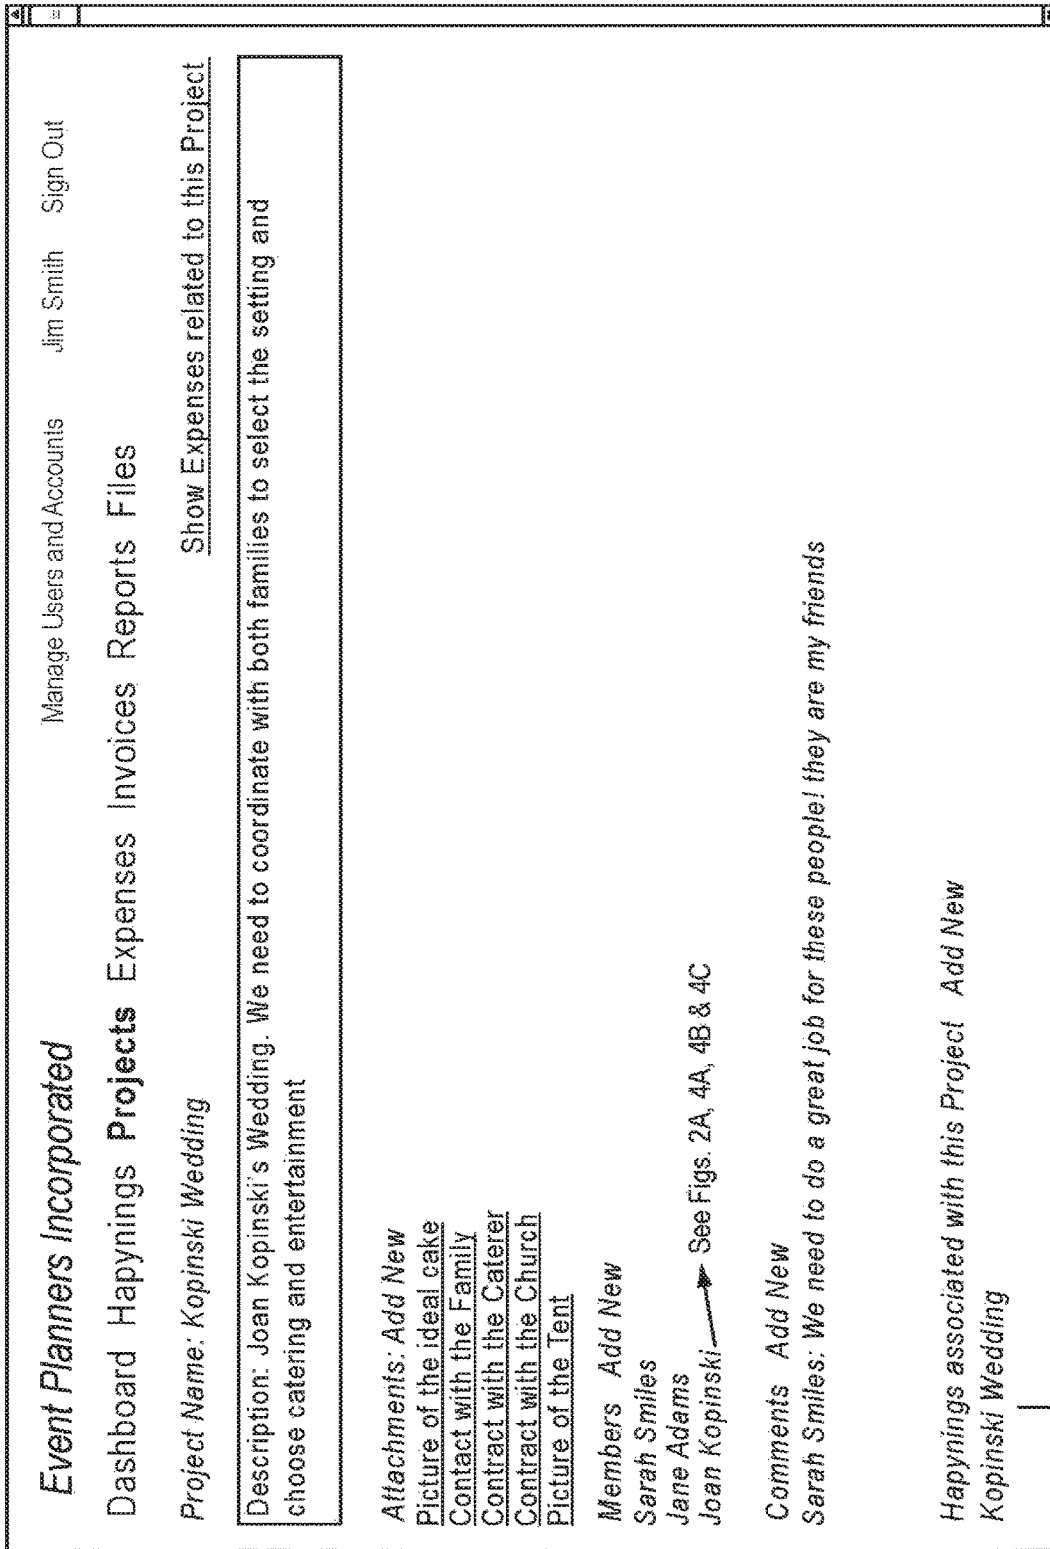 Event Planners Incorporated Manage Users and Accounts Jim Smith Sign Out
Dashboard Hapynings Projects Expenses Invoices Reports Files
Project Name: Kopinski Wedding Show Expenses related to this Project
Description: Joan Kopinski's Wedding. We need to coordinate with both families to select the setting and
choose catering and entertainment
Attachments: Add New
Picture of the ideal cake
Contact with the Family
Contract with the Caterer
Contract with the Church
Picture of the Tent
Members Add New
Sarah Smiles
Jane Adams
Joan Kopinski See Figs. 2A, 4A, 4B & 4C
Comments Add New
Sarah Smiles: We need to do a great job for these people! they are my friends
Hapynings associated with this Project Add New
Kopinski Wedding